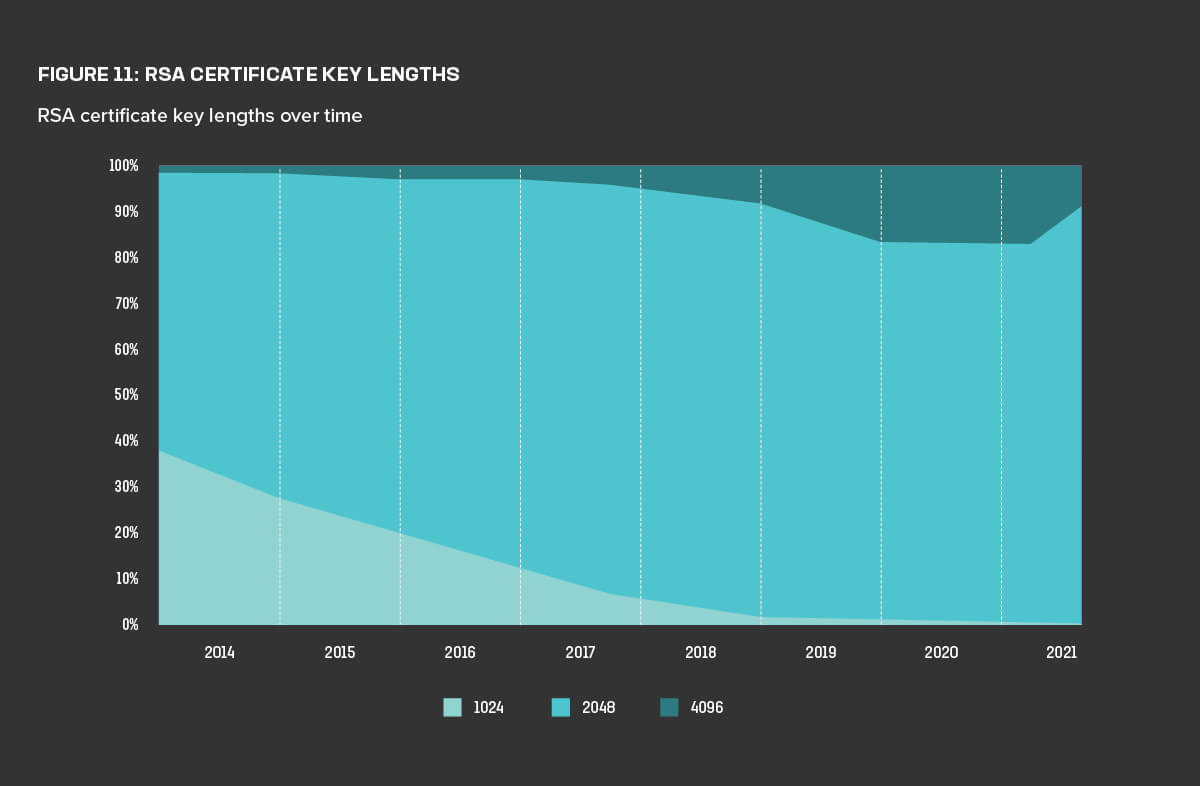 FIGURE 11: RSA CERTIFICATE KEY LENGTHS
RSA certificate key lengths over time
100%
90%
80%
70%
60%
50%
40%
30%
20%
10%
0%
2014 2015 2016 2017 2018 2019 2020 2021
1024 2048 4096